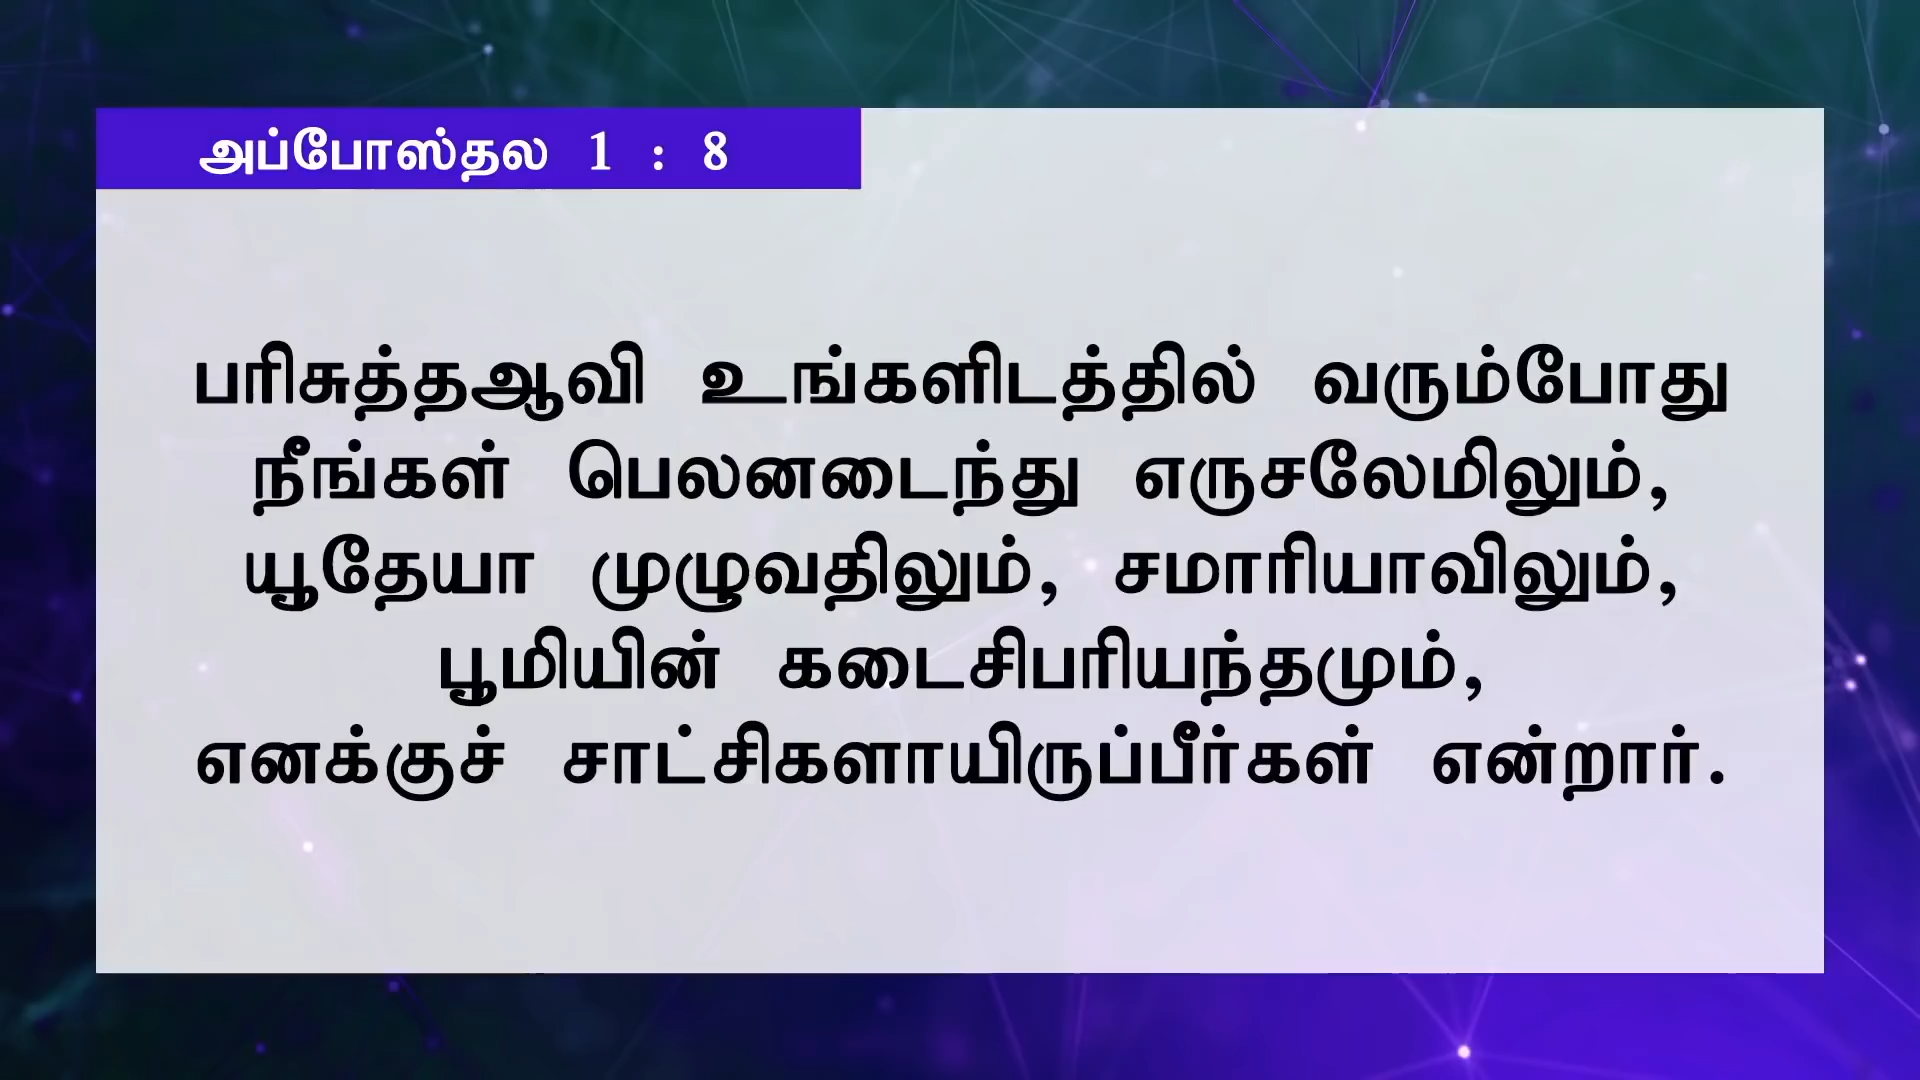 அப்போஸ்தல 1 : 8
பரிசுத்தஆவி உங்களிடத்தில் வரும்போது
நீங்கள் பெலனடைந்து எருசலேமிலும்,
யூதேயா முழுவதிலும், சமாரியாவிலும்,
பூமியின் கடைசிபரியந்தமும்,
எனக்குச் சாட்சிகளாயிருப்பீர்கள் என்றார்.